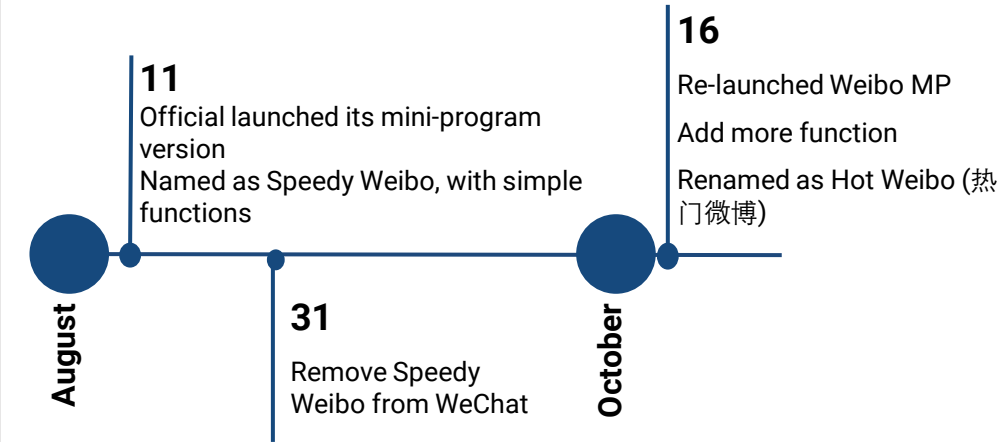 11
Official launched its mini-program
version
Named as Speedy Weibo, with simple
functions
16
Re-launched Weibo MP
Add more function
Renamed as Hot Weibo (热
门微博)
August
31
Remove Speedy
Weibo from WeChat
October